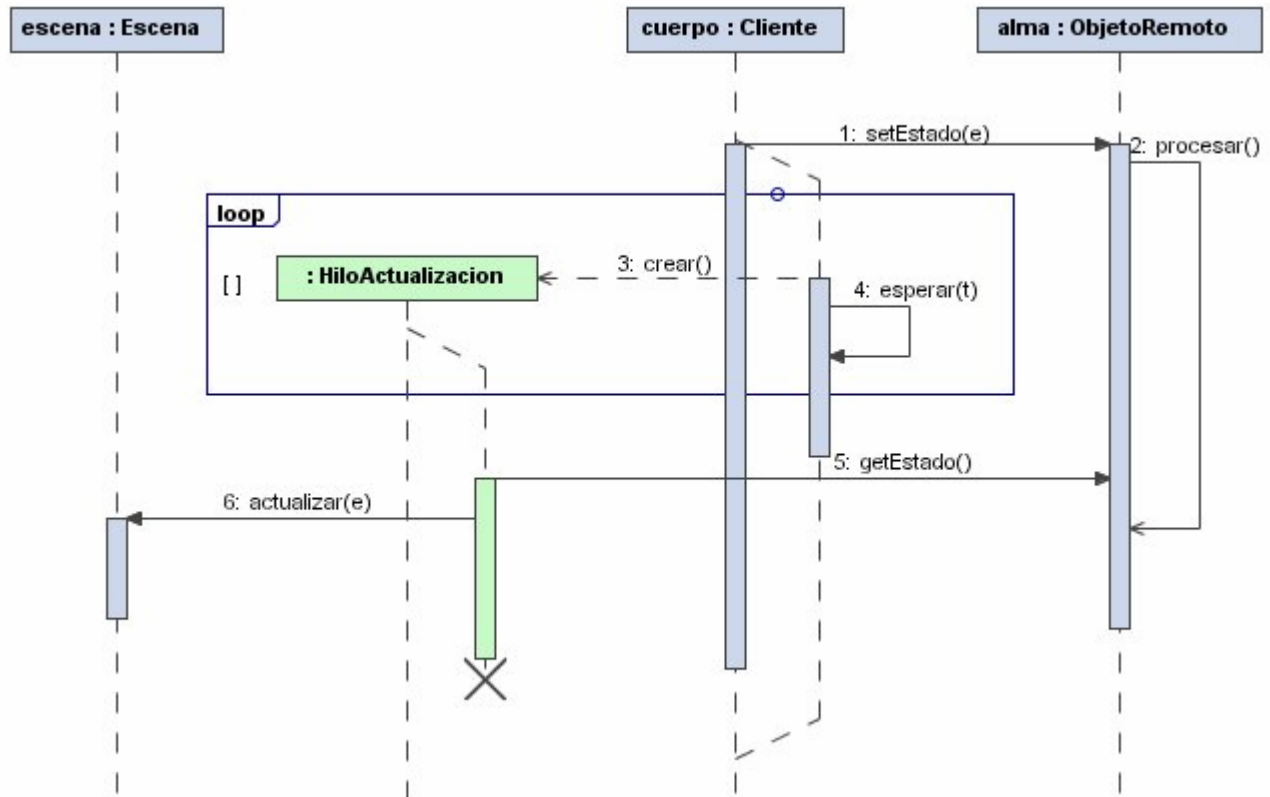 escena : Escena
cuerpo : Cliente
alma : ObjetoRemoto
1: setEstado(e)
2: procesar()
loop
[ ]
: HiloActualizacion
3: crear()
4: esperar(t)
5: getEstado()
6: actualizar(e)